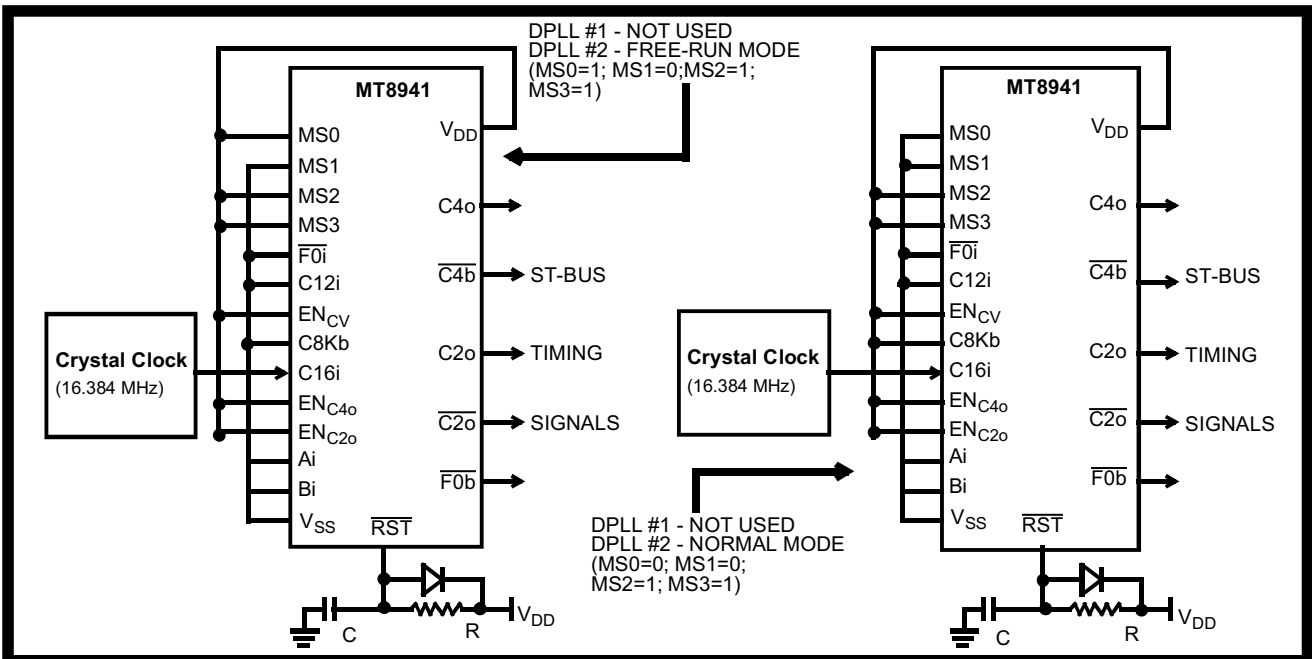 DPLL #1 - NOT USED
DPLL #2 - FREE-RUN MODE
(MS0=1; MS1=0;MS2=1;
MS3=1)
MT8941
MS0
MS1
MS2
MS3
F0i
C12i
ENCV
C8Kb
C16i
ENC4o
ENC2o
Ai
Bi
VSS
RST
VDD
C4o
C4b
C2o
C2o
F0b
ST-BUS
TIMING
SIGNALS
Crystal Clock
(16.384 MHz)
C
R
VDD
MT8941
MS0
MS1
MS2
MS3
F0i
C12i
ENCV
C8Kb
C16i
ENC4o
ENC2o
Ai
Bi
VSS
RST
VDD
C4o
C4b
C2o
C2o
F0b
ST-BUS
TIMING
SIGNALS
Crystal Clock
(16.384 MHz)
DPLL #1 - NOT USED
DPLL #2 - NORMAL MODE
(MS0=0; MS1=0;
MS2=1; MS3=1)
C
R
VDD